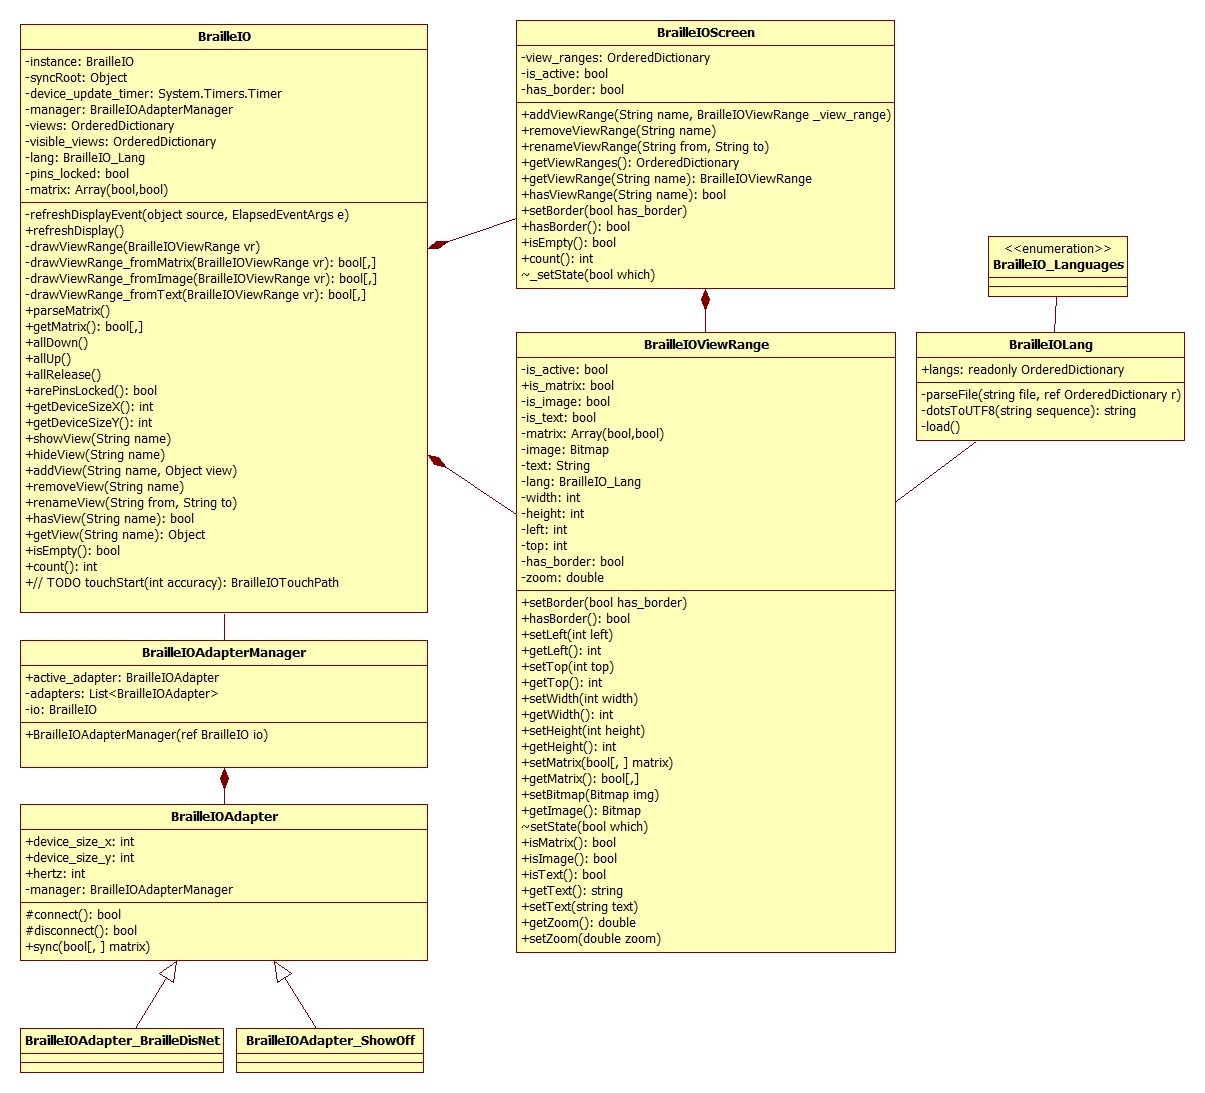 BrailleIO
-instance: BrailleIO
-syncRoot: Object
-device_update_timer: System.Timers.Timer
-manager: BrailleIOAdapterManager
-views: OrderedDictionary
-visible_views: OrderedDictionary
-lang: BrailleIO_Lang
-pins_locked: bool
-matrix: Array(bool,bool)
-refreshDisplayEvent(object source, ElapsedEventArgs e)
+refreshDisplay()
-drawViewRange(BrailleIOViewRange vr)
-drawViewRange_fromMatrix(BrailleIOViewRange vr): bool[,]
-drawViewRange_fromImage(BrailleIOViewRange vr): bool[,]
-drawViewRange_fromText(BrailleIOViewRange vr): bool[,]
+parseMatrix()
+getMatrix(): bool[,]
+allDown()
+allUp()
+allRelease()
+arePinsLocked(): bool
+getDeviceSizeX(): int
+getDeviceSizeY(): int
+showView(String name)
+hideView(String name)
+addView(String name, Object view)
+removeView(String name)
+renameView(String from, String to)
+hasView(String name): bool
+getView(String name): Object
+isEmpty(): bool
+count(): int
+// TODO touchStart(int accuracy): BrailleIOTouchPath
BrailleIOAdapterManager
+active_adapter: BrailleIOAdapter
-adapters: List<BrailleIOAdapter>
-io: BrailleIO
+BrailleIOAdapterManager(ref BrailleIO io)
BrailleIOAdapter
+device_size_x: int
+device_size_y: int
+hertz: int
-manager: BrailleIOAdapterManager
#connect(): bool
#disconnect(): bool
+sync(bool[, ] matrix)
BrailleIOAdapter_BrailleDisNet
BrailleIOAdapter_ShowOff
BrailleIOScreen
-view_ranges: OrderedDictionary
-is_active: bool
-has_border: bool
+addViewRange(String name, BrailleIOViewRange _view_range)
+removeViewRange(String name)
+renameViewRange(String from, String to)
+getViewRanges(): OrderedDictionary
+getViewRange(String name): BrailleIOViewRange
+hasViewRange(String name): bool
+setBorder(bool has_border)
+hasBorder(): bool
+isEmpty(): bool
+count(): int
~_setState(bool which)
BrailleIOViewRange
-is_active: bool
+is_matrix: bool
-is_image: bool
-is_text: bool
-matrix: Array(bool,bool)
-image: Bitmap
-text: String
-lang: BrailleIO_Lang
-width: int
-height: int
-left: int
-top: int
-has_border: bool
-zoom: double
+setBorder(bool has_border)
+hasBorder(): bool
+setLeft(int left)
+getLeft(): int
+setTop(int top)
+getTop(): int
+setWidth(int width)
+getWidth(): int
+setHeight(int height)
+getHeight(): int
+setMatrix(bool[, ] matrix)
+getMatrix(): bool[,]
+setBitmap(Bitmap img)
+getImage(): Bitmap
~setState(bool which)
+isMatrix(): bool
+isImage(): bool
+isText(): bool
+getText(): string
+setText(string text)
+getZoom(): double
+setZoom(double zoom)
<<enumeration>>
BrailleIO_Languages
BrailleIOLang
+langs: readonly OrderedDictionary
-parseFile(string file, ref OrderedDictionary r)
-dotsToUTF8(string sequence): string
-load()